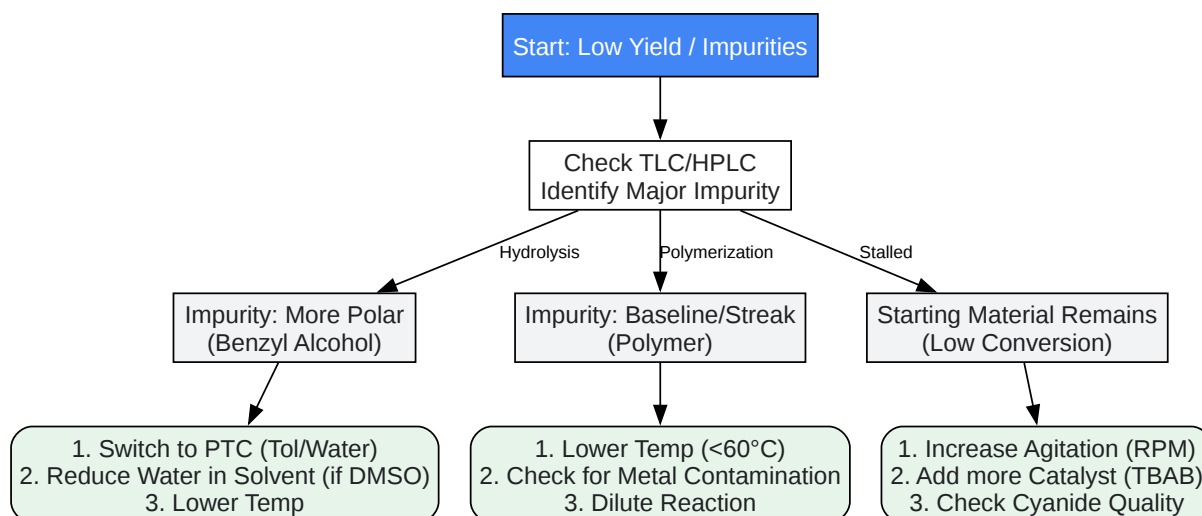 Start: Low Yield / Impurities
Check TLC/HPLC
Identify Major Impurity
Hydrolysis
Polymerization
Stalled
Impurity: More Polar
(Benzyl Alcohol)
Impurity: Baseline/Streak
(Polymer)
Starting Material Remains
(Low Conversion)
1. Switch to PTC (Tol/Water)
2. Reduce Water in Solvent (if DMSO)
3. Lower Temp
1. Lower Temp (<60°C)
2. Check for Metal Contamination
3. Dilute Reaction
1. Increase Agitation (RPM)
2. Add more Catalyst (TBAB)
3. Check Cyanide Quality